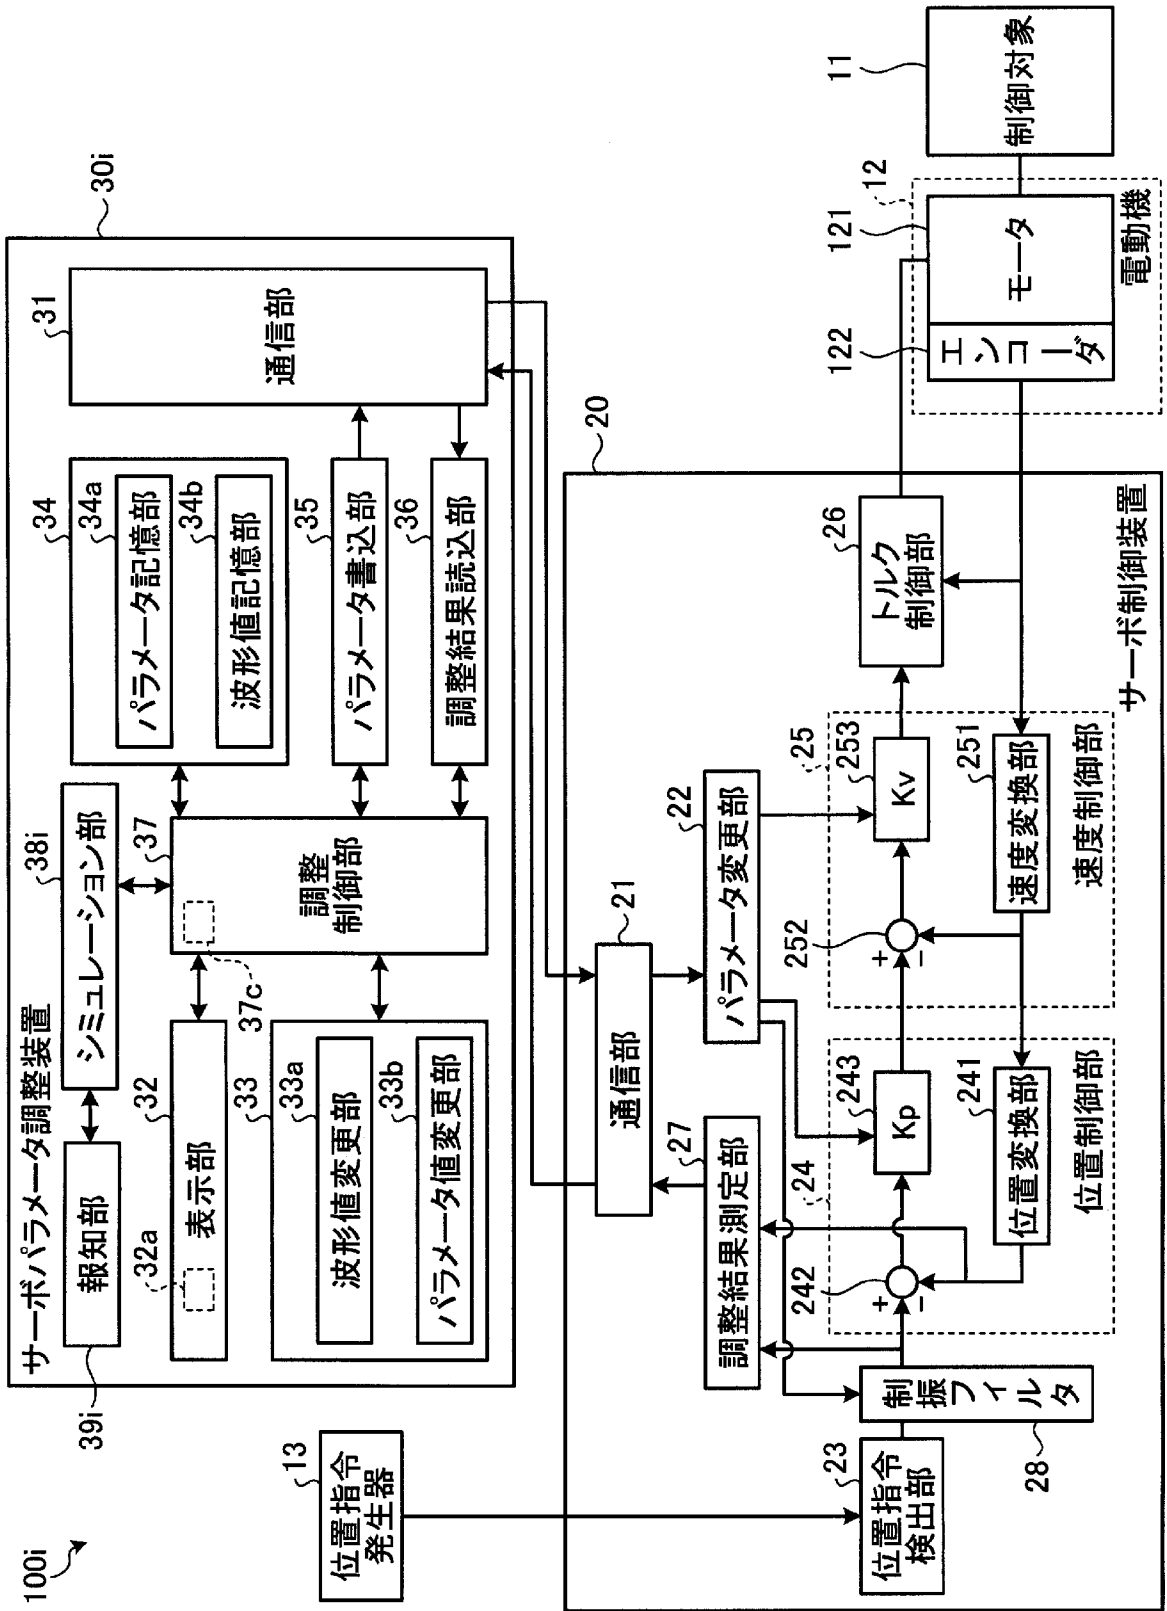 100i
30i
サーボパラメータ調整装置
39i
報知部
38i
シミュレーション部
32
32a
表示部
33
33a
波形値変更部
33b
パラメータ値変更部
37
調整
制御部
37c
34
34a
パラメータ記憶部
34b
波形値記憶部
35
パラメータ書込部
36
調整結果読込部
31
通信部
13
位置指令
発生器
20
21
通信部
22
パラメータ変更部
27
調整結果測定部
23
位置指令
検出部
28
制振フィルタ
24
242
+
−
243
Kp
241
位置変換部
位置制御部
25
252
+
−
253
Kv
251
速度変換部
速度制御部
26
トルク
制御部
サーボ制御装置
12
121
モータ
122
エンコーダ
電動機
11
制御対象